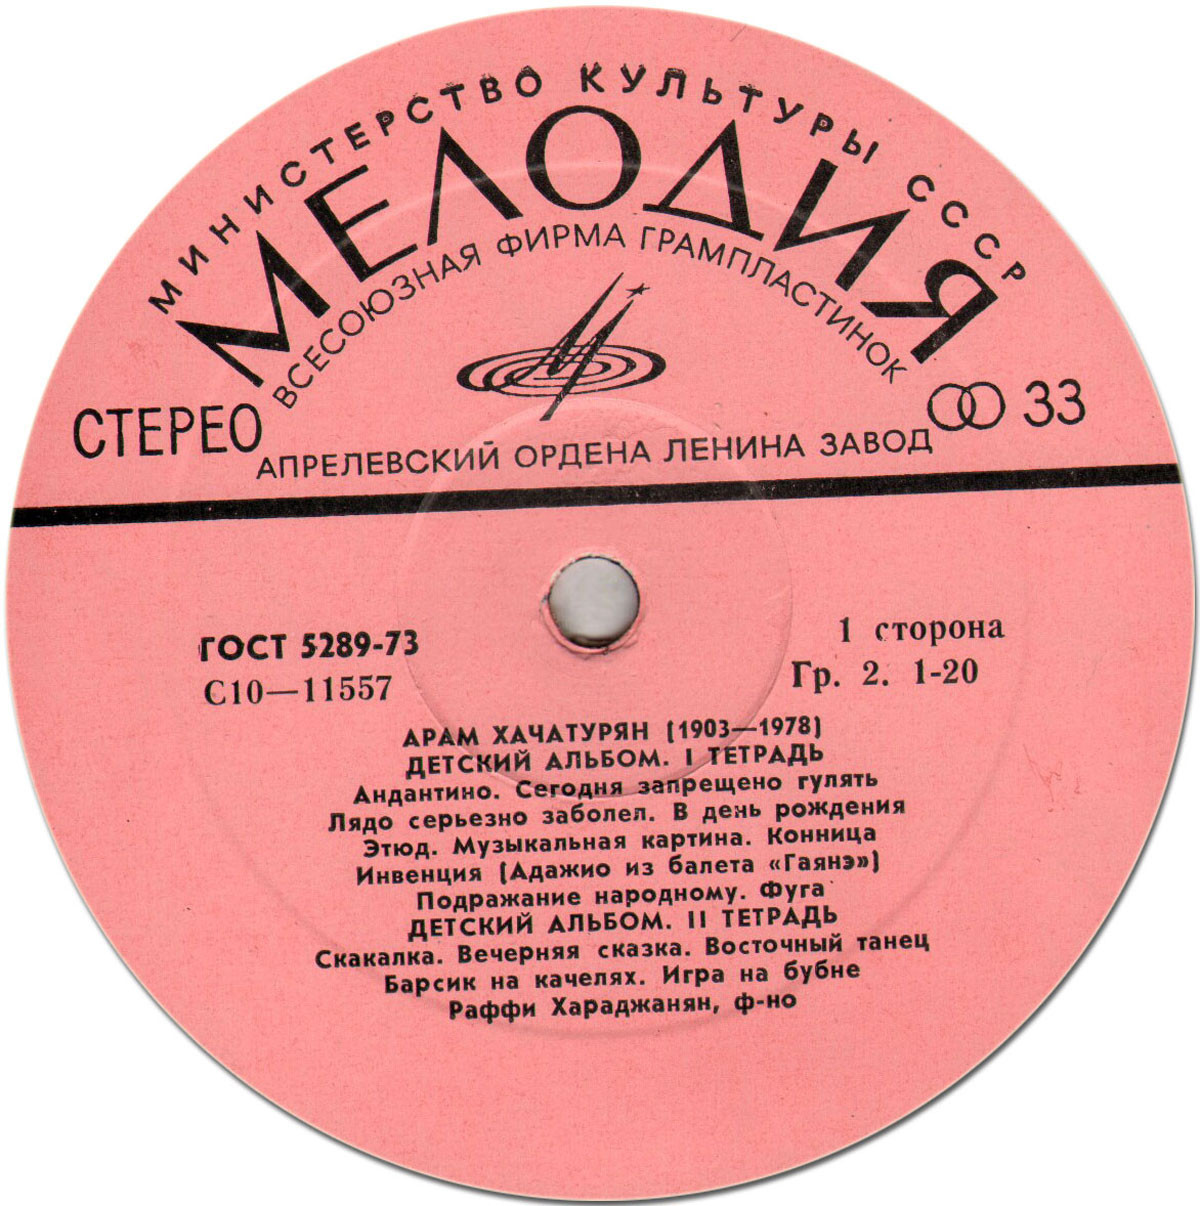 МИНИСТЕРСТВО КУЛЬТУРЫ СССР
МЕЛОДИЯ
ВСЕСОЮЗНАЯ ФИРМА ГРАМПЛАСТИНОК
СТЕРЕО
33
АПРЕЛЕВСКИЙ ОРДЕНА ЛЕНИНА ЗАВОД
ГОСТ 5289-73
С10—11557
1 сторона
Гр. 2. 1-20
АРАМ ХАЧАТУРЯН (1903—1978)
ДЕТСКИЙ АЛЬБОМ. I ТЕТРАДЬ
Андантино. Сегодня запрещено гулять
Лядо серьезно заболел. В день рождения
Этюд. Музыкальная картина. Конница
Инвенция (Адажио из балета «Гаянэ»)
Подражание народному. Фуга
ДЕТСКИЙ АЛЬБОМ. II ТЕТРАДЬ
Скакалка. Вечерняя сказка. Восточный танец
Барсик на качелях. Игра на бубне
Раффи Хараджанян, ф-но